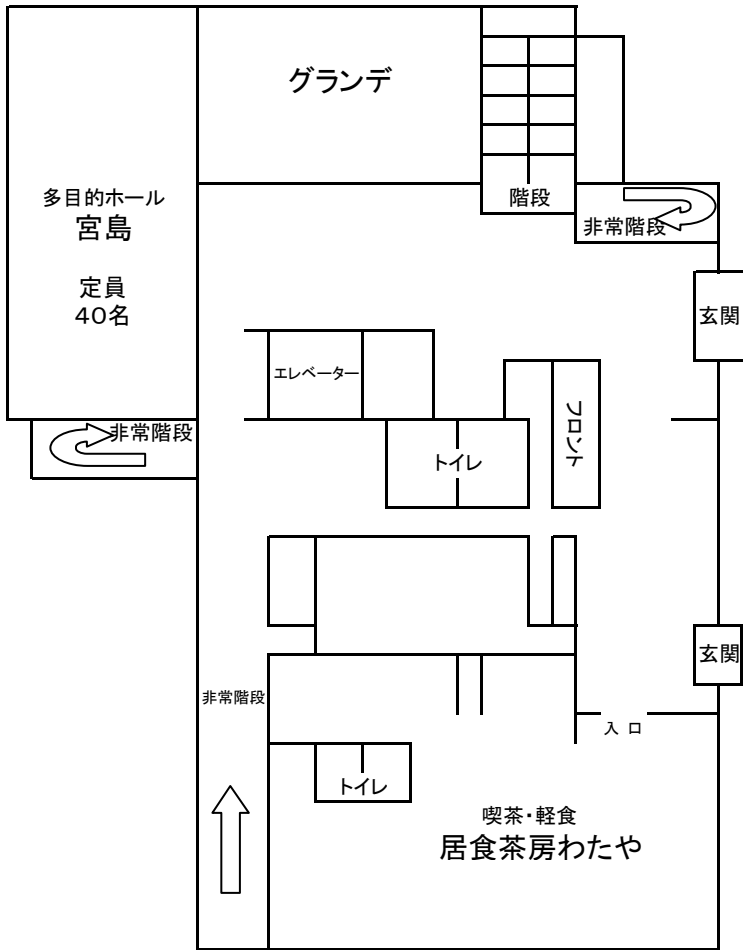 グランデ
多目的ホール
宮島
定員
40名
階段
非常階段
玄関
エレベーター
フロント
非常階段
トイレ
玄関
非常階段
入 口
トイレ
喫茶・軽食
居食茶房わたや